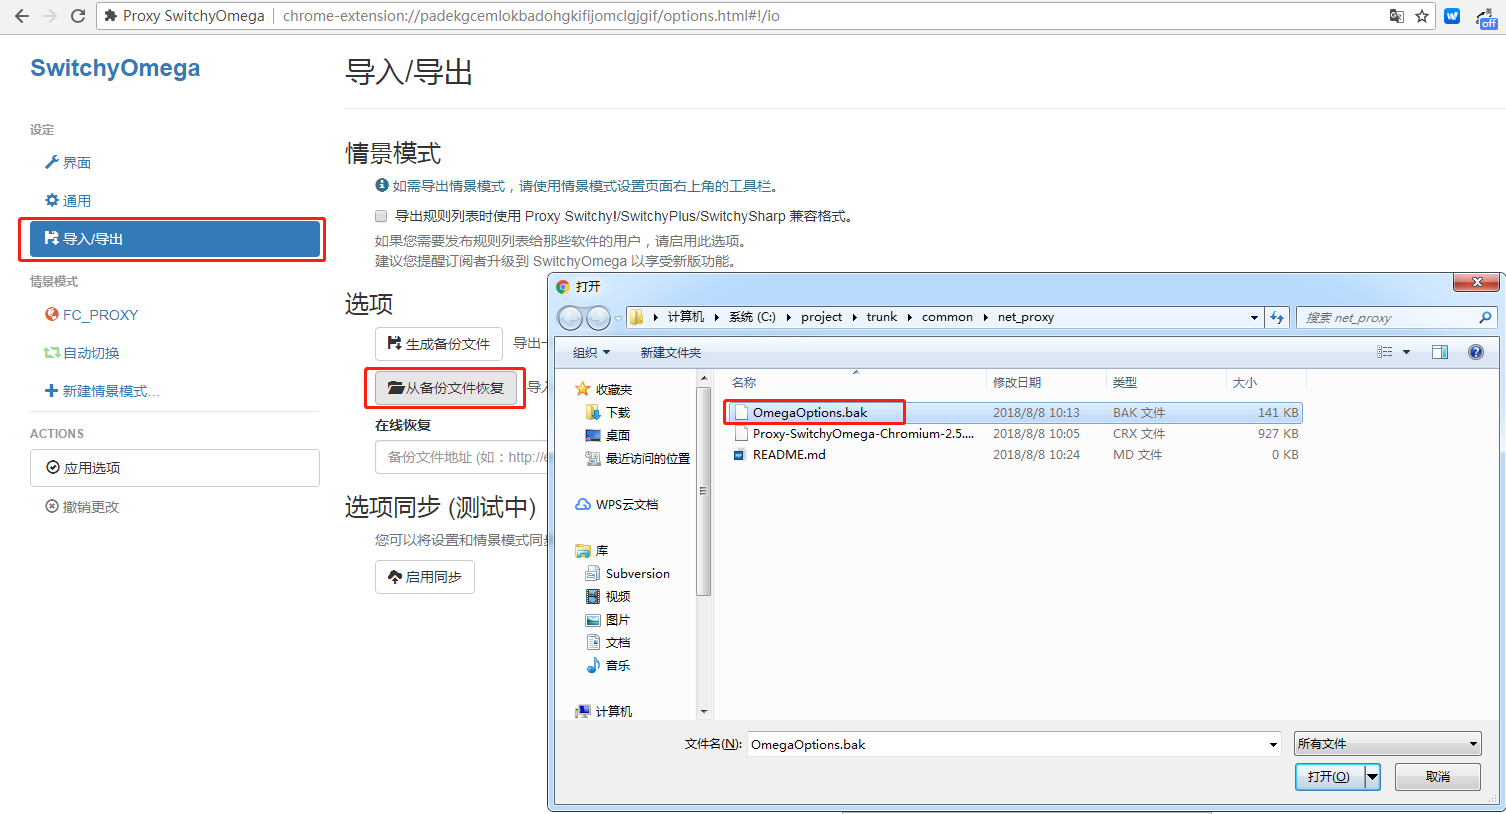 Proxy SwitchyOmega | chrome-extension://padekgcemlokbadohgkifijomclgjgif/options.html#!/io
off
SwitchyOmega
设定
界面
通用
导入/导出
情景模式
FC_PROXY
自动切换
新建情景模式...
ACTIONS
应用选项
撤销更改
导入/导出
情景模式
如需导出情景模式，请使用情景模式设置页面右上角的工具栏。
导出规则列表时使用 Proxy Switchy!/SwitchyPlus/SwitchySharp 兼容格式。
如果您需要发布规则列表给那些软件的用户，请启用此选项。
建议您提醒订阅者升级到 SwitchyOmega 以享受新版功能。
选项
生成备份文件 导出
从备份文件恢复 导
在线恢复
备份文件地址 (如：http://e
选项同步 (测试中)
您可以将设置和情景模式同
启用同步
打开
计算机 系统 (C:) project trunk common net_proxy
搜索 net_proxy
组织 新建文件夹
收藏夹
下载
桌面
最近访问的位置
WPS云文档
库
Subversion
视频
图片
文档
音乐
计算机
名称 修改日期 类型 大小
OmegaOptions.bak 2018/8/8 10:13 BAK 文件 141 KB
Proxy-SwitchyOmega-Chromium-2.5.... 2018/8/8 10:05 CRX 文件 927 KB
README.md 2018/8/8 10:24 MD 文件 0 KB
文件名(N): OmegaOptions.bak 所有文件
打开(O) 取消